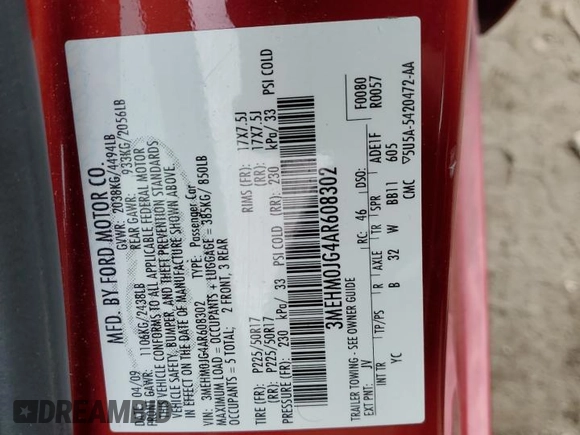 MFD. BY FORD MOTOR CO.
DATE: 04/09 GVWR: 2038KG/4494LB
FRONT GAWR: 1106KG/2438LB REAR GAWR: 933KG/2056LB
THIS VEHICLE CONFORMS TO ALL APPLICABLE FEDERAL MOTOR
VEHICLE SAFETY, BUMPER, AND THEFT PREVENTION STANDARDS
IN EFFECT ON THE DATE OF MANUFACTURE SHOWN ABOVE.
VIN: 3MEHM0JG4AR608302 TYPE: Passenger Car
MAXIMUM LOAD = OCCUPANTS + LUGGAGE = 385KG/ 850LB
OCCUPANTS = 5 TOTAL: 2 FRONT, 3 REAR
TIRE (FR): P225/50R17 RIMS (FR): 17X7.5J
(RR): P225/50R17 (RR): 17X7.5J
PRESSURE (FR): 230 kPa/ 33 PSI COLD (RR): 230 kPa/ 33 PSI COLD
3MEHM0JG4AR608302
F0080
R0057
TRAILER TOWING - SEE OWNER GUIDE
EXT PNT: JV RC: 46 DSO:
INT TR TP/PS R AXLE TR SPR ADE1F
YC B 32 W BB11 605
CMC ▽5U5A-5420472-AA
DREAMBID